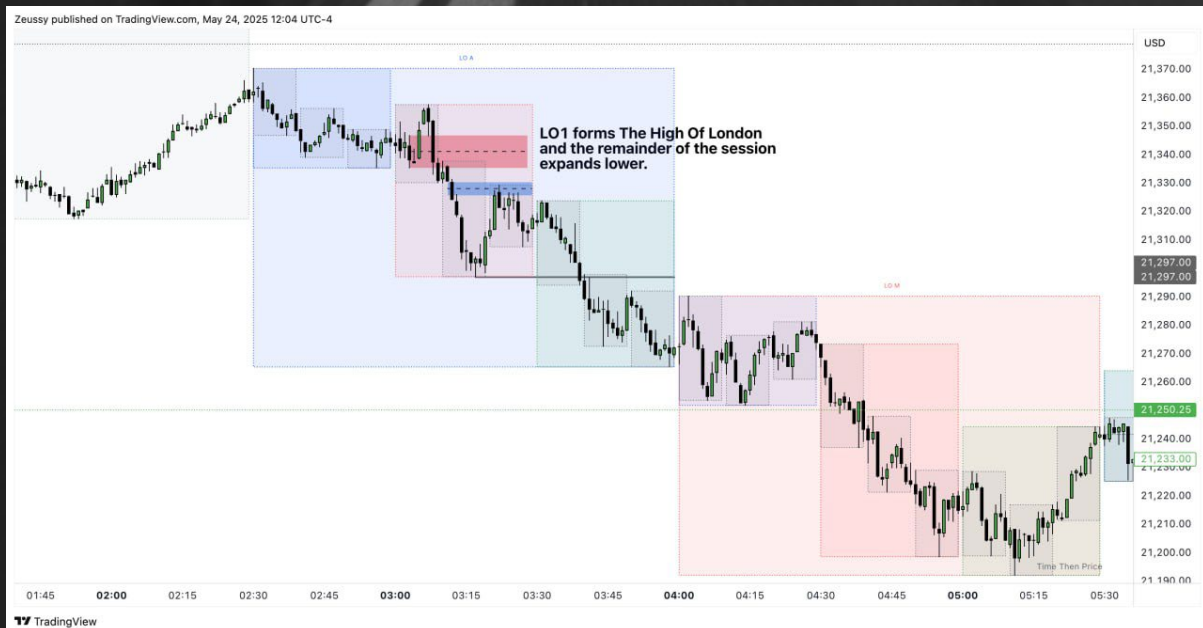 Zeussy published on TradingView.com, May 24, 2025 12:04 UTC-4
USD
LO A
21,370.00
21,360.00
LO1 forms The High Of London
and the remainder of the session
expands lower.
21,350.00
21,340.00
21,330.00
21,320.00
21,310.00
21,297.00
21,297.00
LO M
21,290.00
21,280.00
21,270.00
21,260.00
21,250.25
21,240.00
21,233.00
21,230.00
21,220.00
21,210.00
21,200.00
Time Then Price
21,190.00
01:45 02:00 02:15 02:30 02:45 03:00 03:15 03:30 03:45 04:00 04:15 04:30 04:45 05:00 05:15 05:30
TradingView